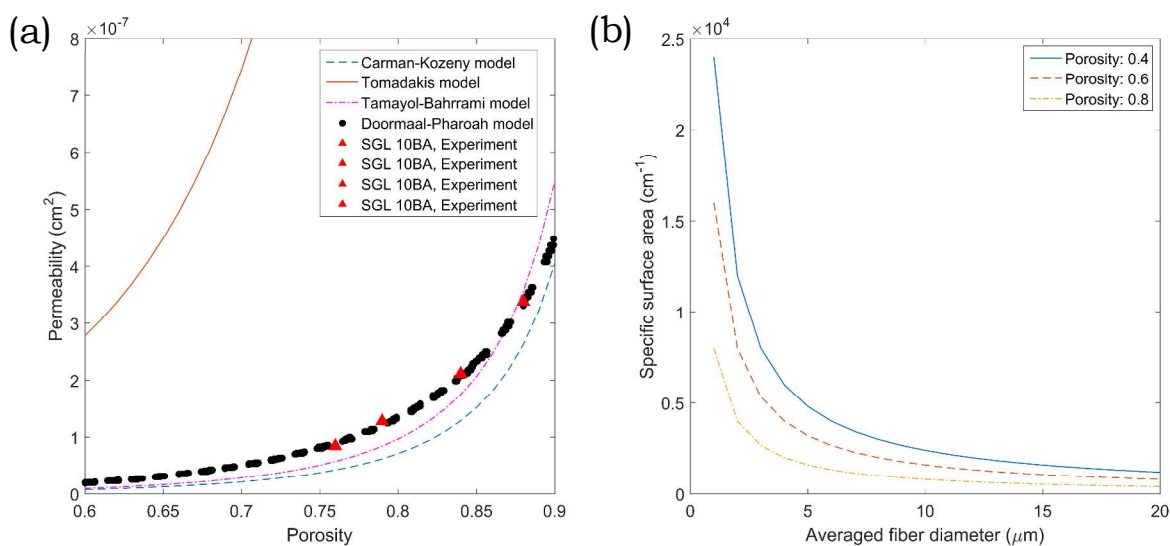 (a)
×10-7
8
7
6
5
4
3
2
1
0
Permeability (cm2)
0.6
0.65
0.7
0.75
0.8
0.85
0.9
Porosity
Carman-Kozeny model
Tomadakis model
Tamayol-Bahrrami model
Doormaal-Pharoah model
SGL 10BA, Experiment
SGL 10BA, Experiment
SGL 10BA, Experiment
SGL 10BA, Experiment
(b)
×104
2.5
2
1.5
1
0.5
0
Specific surface area (cm-1)
0
5
10
15
20
Averaged fiber diameter (μm)
Porosity: 0.4
Porosity: 0.6
Porosity: 0.8